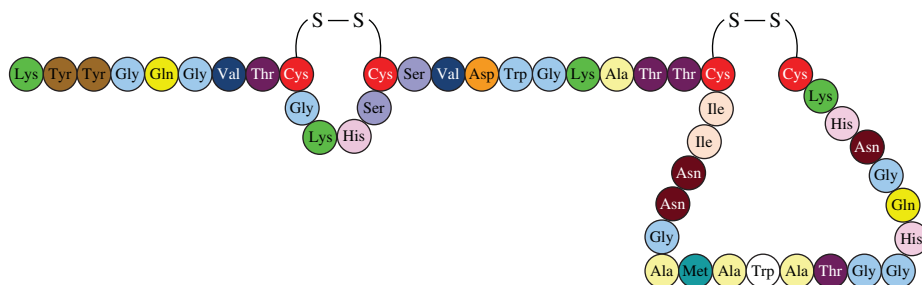 S — S S — S
Lys Tyr Tyr Gly Gln Gly Val Thr Cys Cys Ser Val Asp Trp Gly Lys Ala Thr Thr Cys Cys
Lys
Gly Ser Ile
His
Lys His Ile Asn
Asn Gly
Asn Gln
Gly His
Ala Met Ala Trp Ala Thr Gly Gly